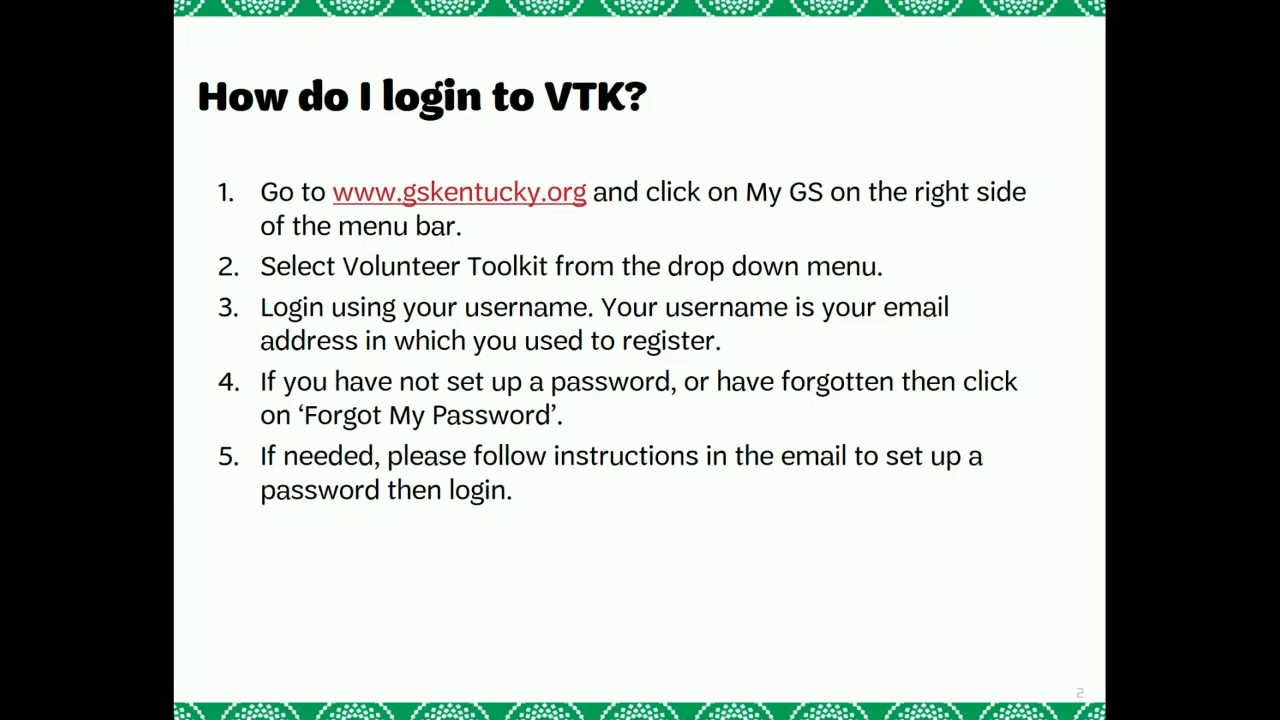 How do I login to VTK?
1. Go to www.gskentucky.org and click on My GS on the right side
of the menu bar.
2. Select Volunteer Toolkit from the drop down menu.
3. Login using your username. Your username is your email
address in which you used to register.
4. If you have not set up a password, or have forgotten then click
on ‘Forgot My Password’.
5. If needed, please follow instructions in the email to set up a
password then login.
2